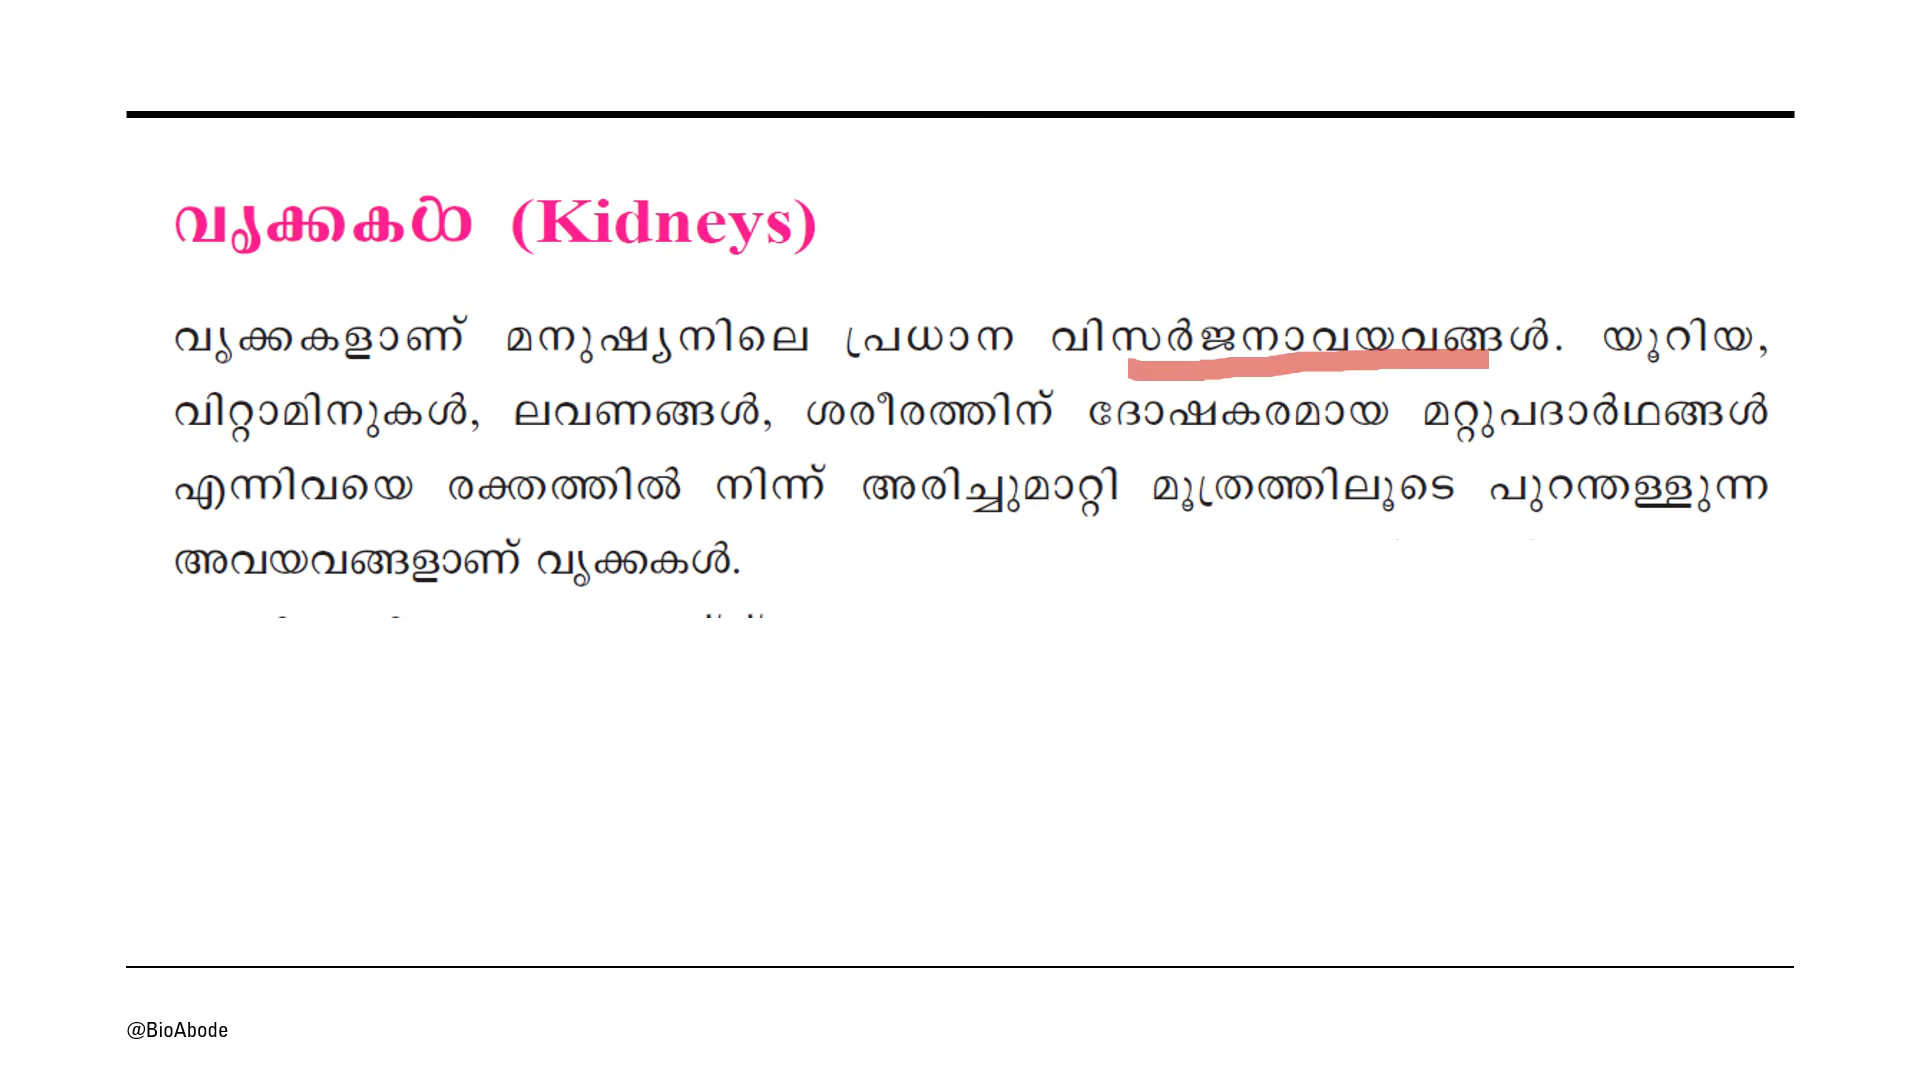 വൃക്കകൾ (Kidneys)
വൃക്കകളാണ് മനുഷ്യനിലെ പ്രധാന വിസർജനാവയവങ്ങൾ. യൂറിയ,
വിറ്റാമിനുകൾ, ലവണങ്ങൾ, ശരീരത്തിന് ദോഷകരമായ മറ്റുപദാർഥങ്ങൾ
എന്നിവയെ രക്തത്തിൽ നിന്ന് അരിച്ചുമാറ്റി മൂത്രത്തിലൂടെ പുറന്തള്ളുന്ന
അവയവങ്ങളാണ് വൃക്കകൾ.
@BioAbode